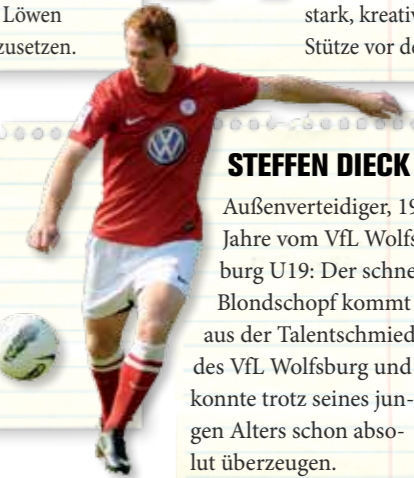 Löwen
zusetzen.
stark, kreativ
Stütze vor de
STEFFEN DIECK
Außenverteidiger, 19
Jahre vom VfL Wolfs-
burg U19: Der schne
Blondschopf kommt
aus der Talentschmied
des VfL Wolfsburg und
konnte trotz seines jun-
gen Alters schon abso-
lut überzeugen.